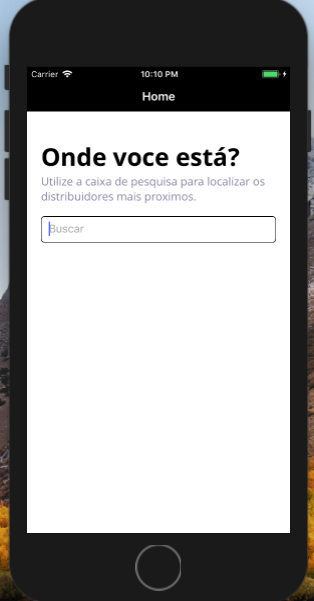 Carrier 10:10 PM
Home
Onde voce está?
Utilize a caixa de pesquisa para localizar os
distribuidores mais proximos.
Buscar